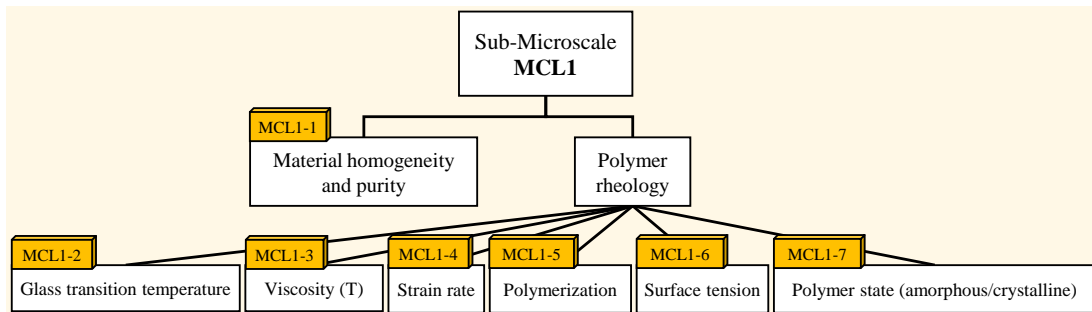 Sub-Microscale
MCL1
MCL1-1
Material homogeneity
and purity
Polymer
rheology
MCL1-2
MCL1-3
MCL1-4
MCL1-5
MCL1-6
MCL1-7
Glass transition temperature
Viscosity (T)
Strain rate
Polymerization
Surface tension
Polymer state (amorphous/crystalline)